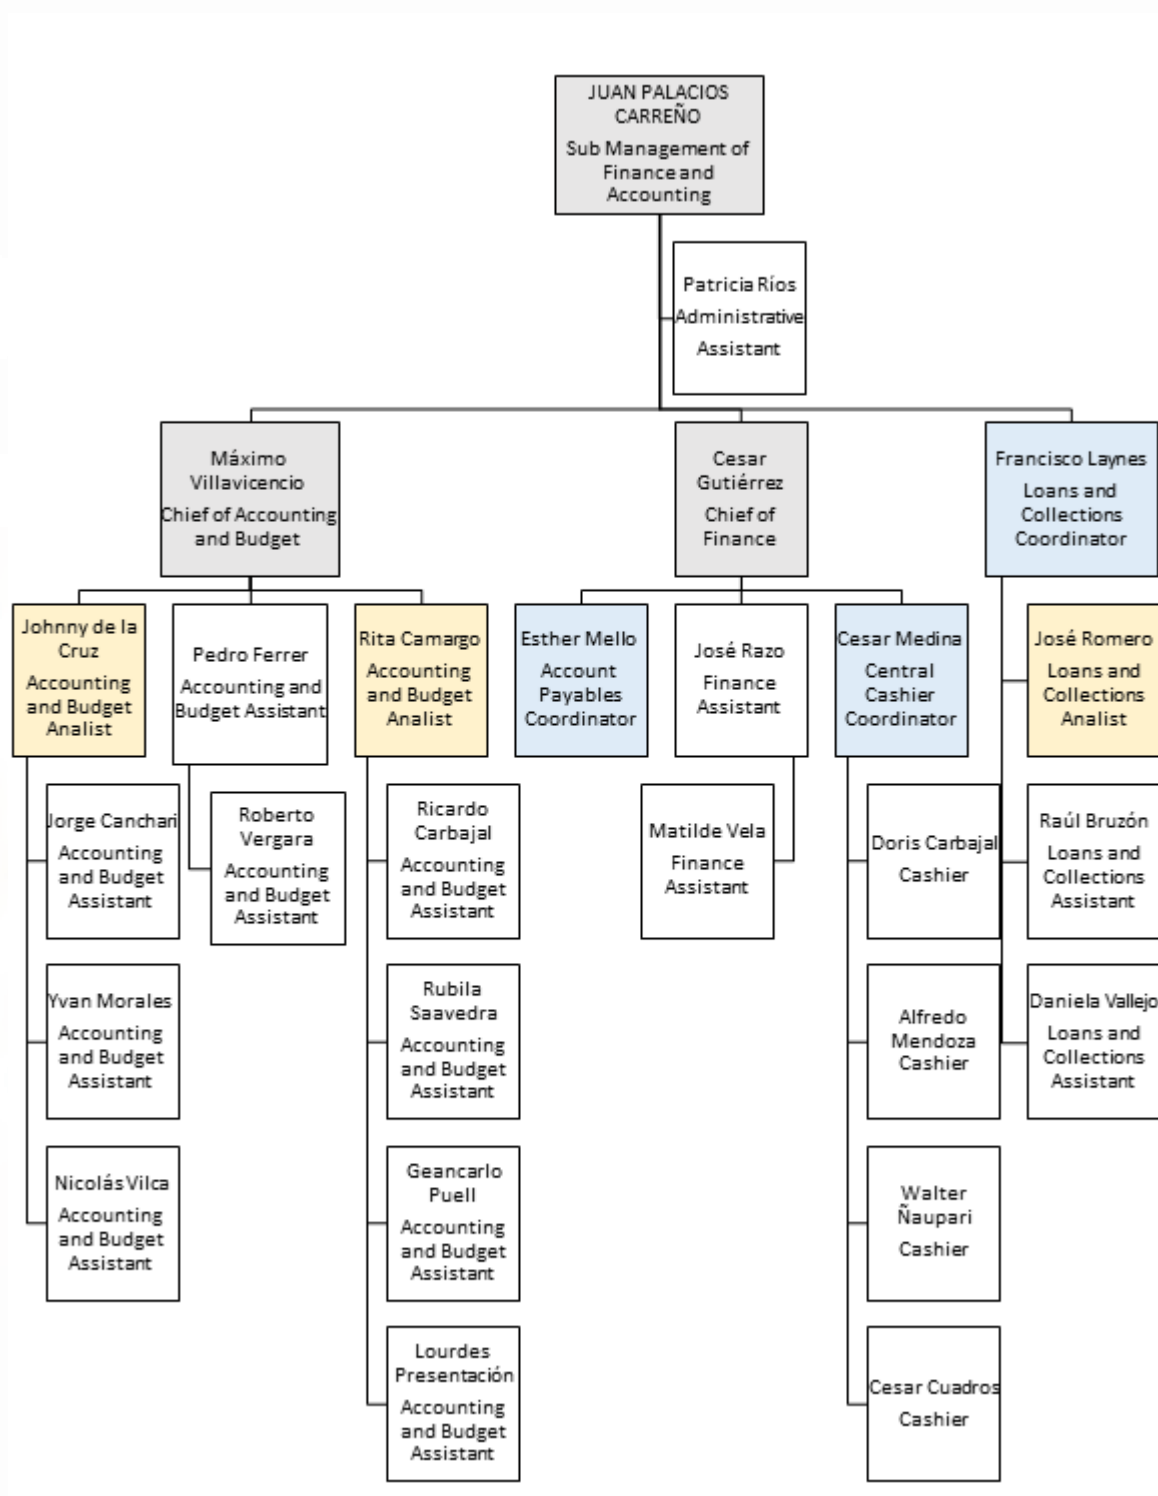 JUAN PALACIOS
CARREÑO
Sub Management of
Finance and
Accounting
Patricia Ríos
Administrative
Assistant
Máximo
Villavicencio
Chief of Accounting
and Budget
Cesar
Gutiérrez
Chief of
Finance
Francisco Laynes
Loans and
Collections
Coordinator
Johnny de la
Cruz
Accounting
and Budget
Analist
Pedro Ferrer
Accounting and
Budget Assistant
Rita Camargo
Accounting
and Budget
Analist
Esther Mello
Account
Payables
Coordinator
José Razo
Finance
Assistant
Cesar Medina
Central
Cashier
Coordinator
José Romero
Loans and
Collections
Analist
Jorge Canchari
Accounting
and Budget
Assistant
Roberto
Vergara
Accounting
and Budget
Assistant
Ricardo
Carbajal
Accounting
and Budget
Assistant
Matilde Vela
Finance
Assistant
Doris Carbajal
Cashier
Raúl Bruzón
Loans and
Collections
Assistant
Yvan Morales
Accounting
and Budget
Assistant
Rubila
Saavedra
Accounting
and Budget
Assistant
Alfredo
Mendoza
Cashier
Daniela Vallejo
Loans and
Collections
Assistant
Nicolás Vilca
Accounting
and Budget
Assistant
Geancarlo
Puell
Accounting
and Budget
Assistant
Walter
Ñaupari
Cashier
Lourdes
Presentación
Accounting
and Budget
Assistant
Cesar Cuadros
Cashier